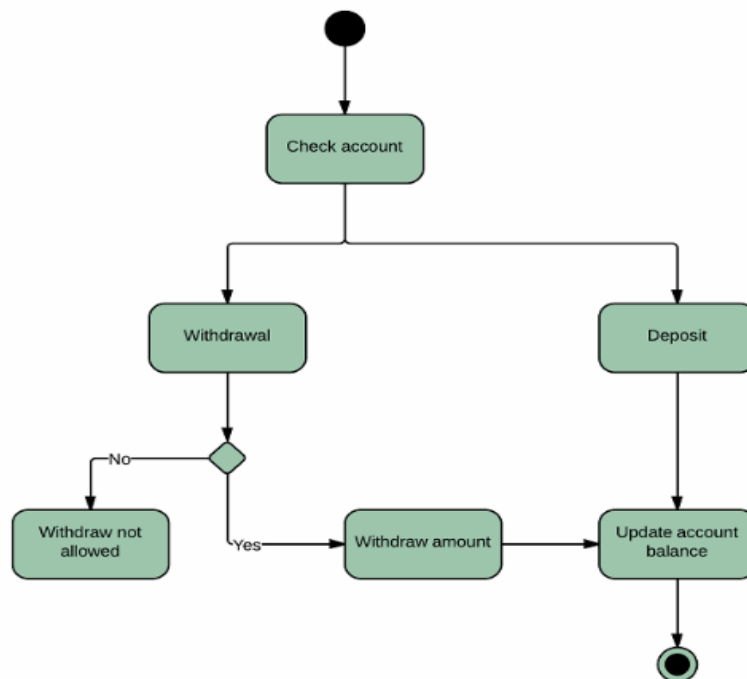 Check account
Withdrawal
Deposit
No
Withdraw not
allowed
Yes
Withdraw amount
Update account
balance